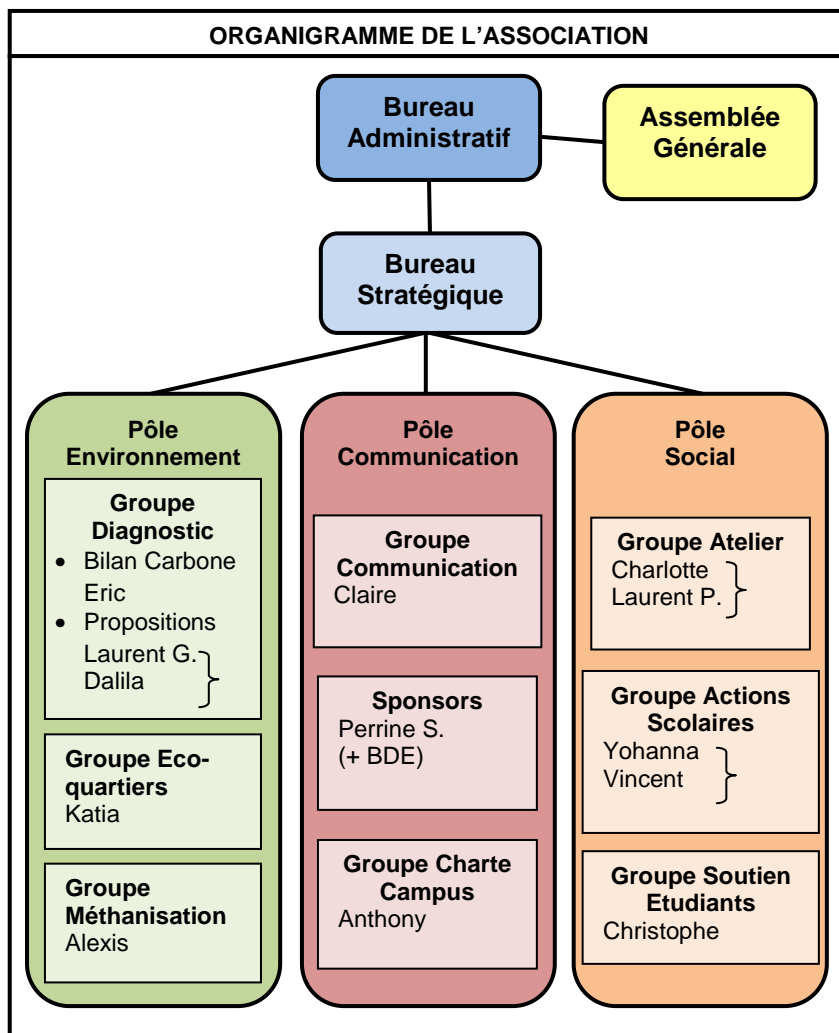 ORGANIGRAMME DE L'ASSOCIATION
Bureau
Administratif
Assemblée
Générale
Bureau
Stratégique
Pôle
Environnement
Groupe
Diagnostic
• Bilan Carbone
Eric
• Propositions
Laurent G.
Dalila
Groupe Eco-
quartiers
Katia
Groupe
Méthanisation
Alexis
Pôle
Communication
Groupe
Communication
Claire
Sponsors
Perrine S.
(+ BDE)
Groupe Charte
Campus
Anthony
Pôle
Social
Groupe Atelier
Charlotte
Laurent P.
Groupe Actions
Scolaires
Yohanna
Vincent
Groupe Soutien
Etudiants
Christophe